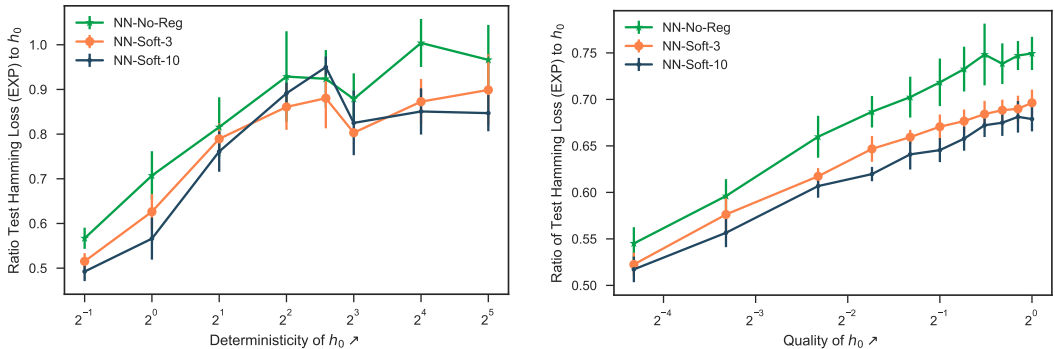 NN-No-Reg
NN-Soft-3
NN-Soft-10
Ratio Test Hamming Loss (EXP) to h₀
1.0
0.9
0.8
0.7
0.6
0.5
2⁻¹ 2⁰ 2¹ 2² 2³ 2⁴ 2⁵
Deterministicity of h₀ ↗
NN-No-Reg
NN-Soft-3
NN-Soft-10
Ratio of Test Hamming Loss (EXP) to h₀
0.75
0.70
0.65
0.60
0.55
0.50
2⁻⁴ 2⁻³ 2⁻² 2⁻¹ 2⁰
Quality of h₀ ↗